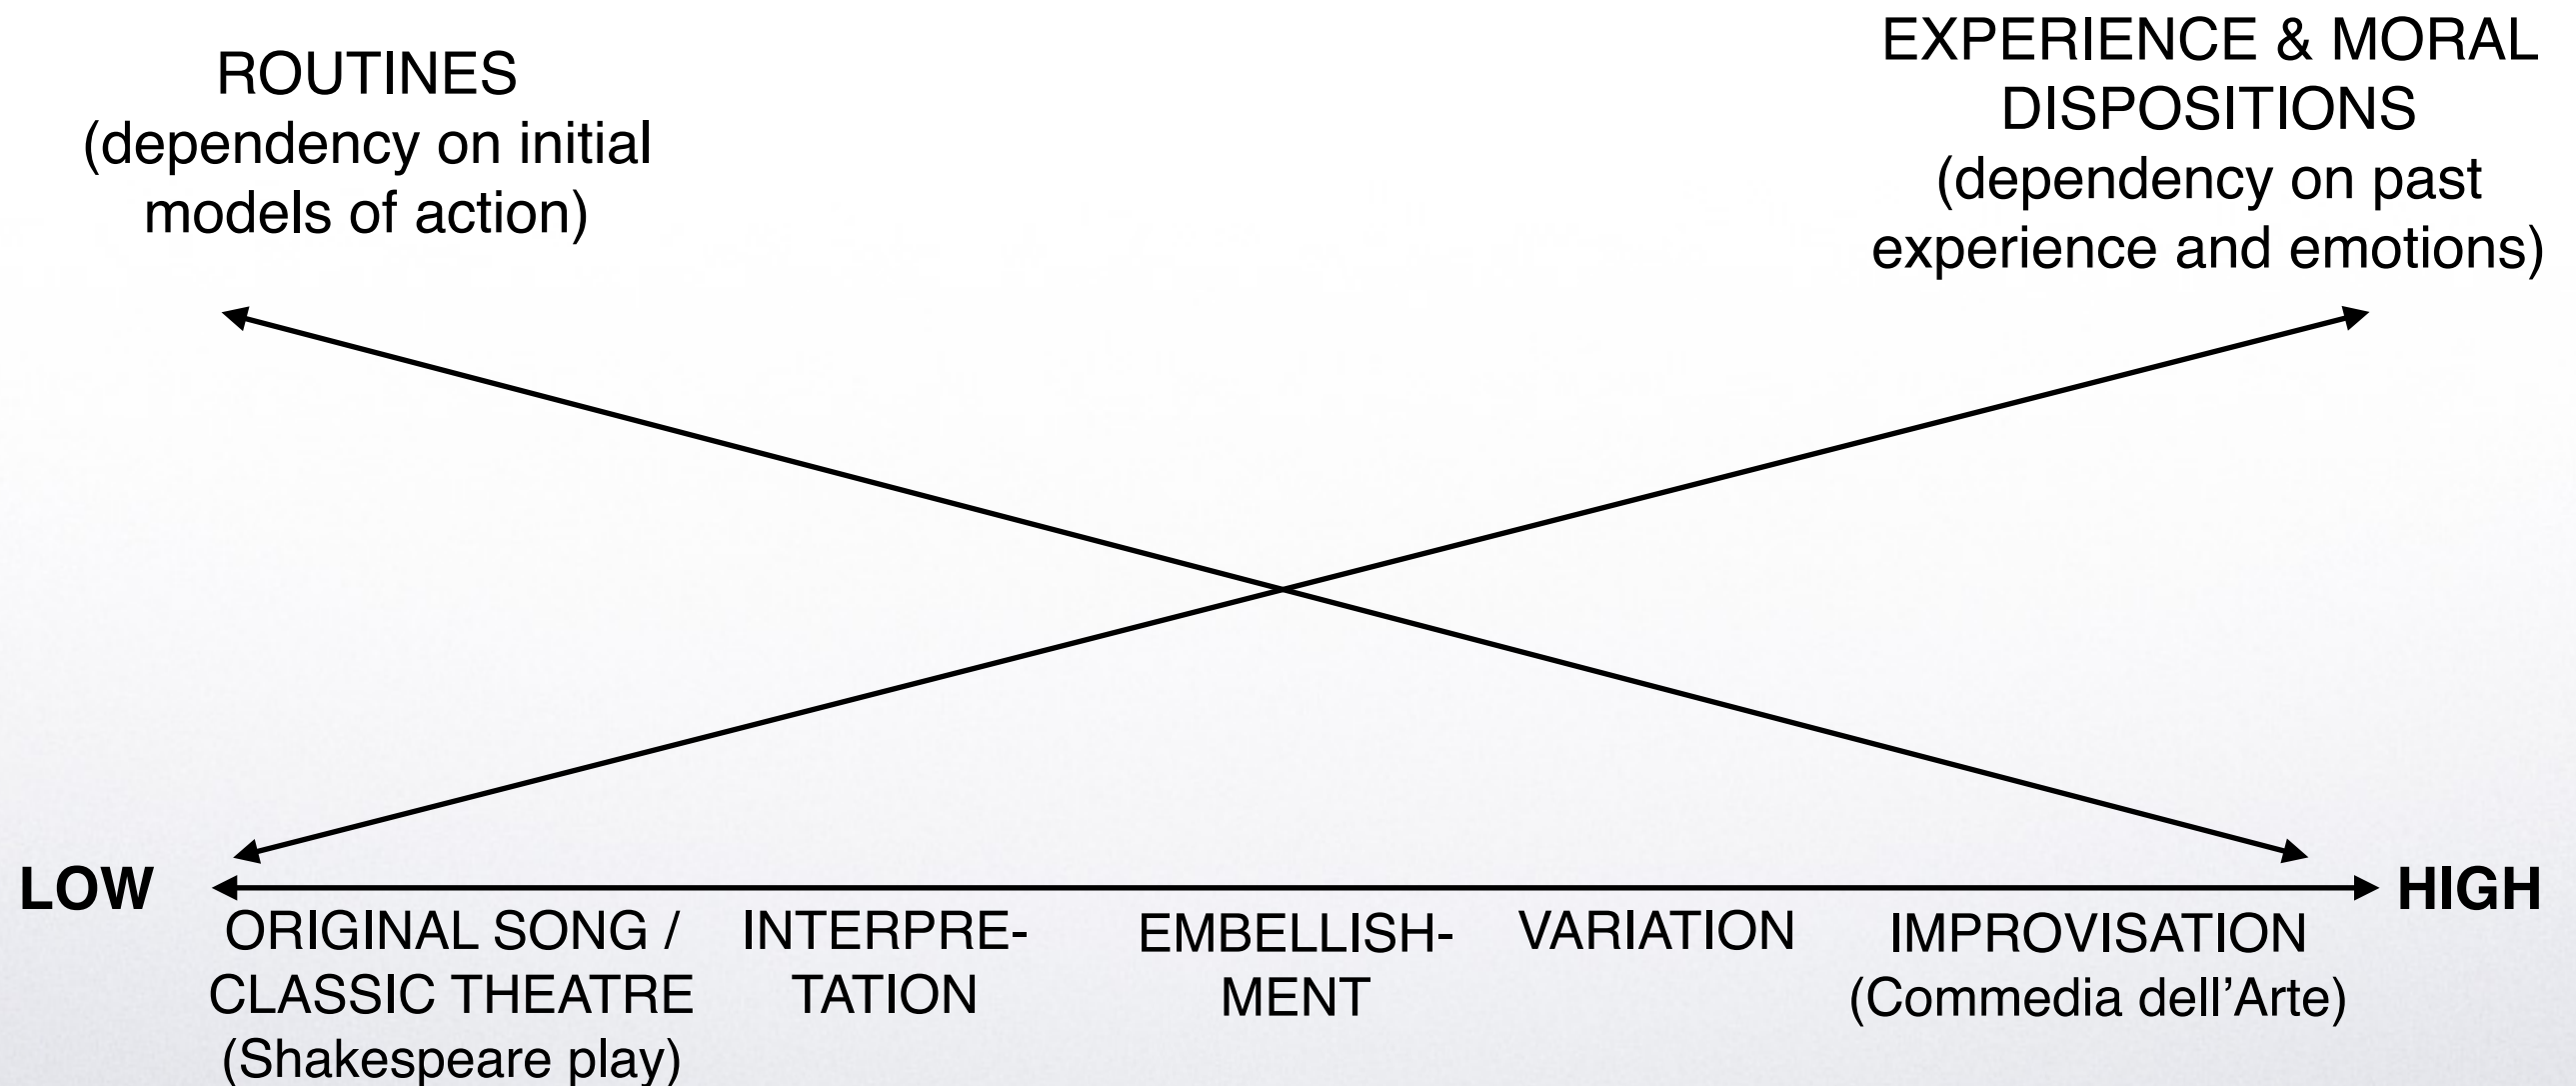 ROUTINES
(dependency on initial
models of action)
EXPERIENCE & MORAL
DISPOSITIONS
(dependency on past
experience and emotions)
LOW
HIGH
ORIGINAL SONG /
CLASSIC THEATRE
(Shakespeare play)
INTERPRE-
TATION
EMBELLISH-
MENT
VARIATION
IMPROVISATION
(Commedia dell’Arte)